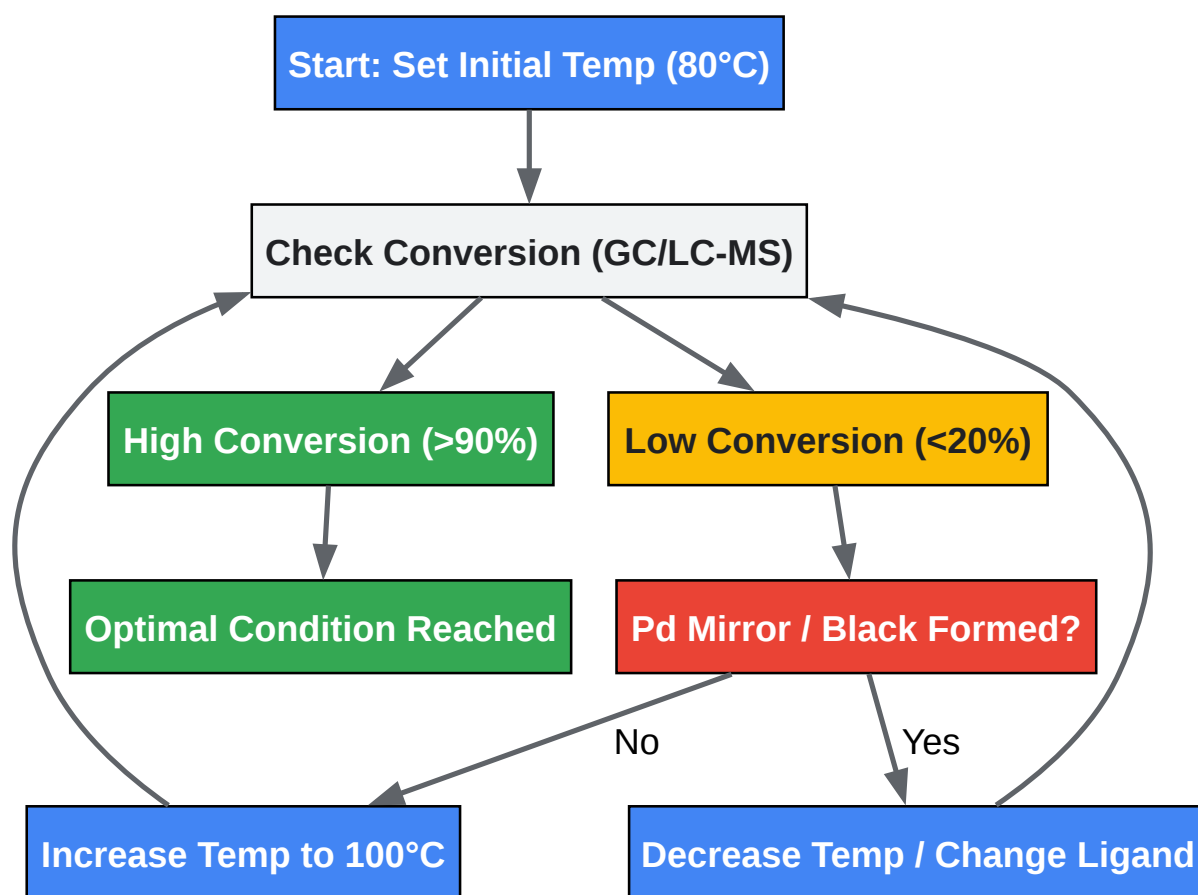 Start: Set Initial Temp (80°C)
Check Conversion (GC/LC-MS)
High Conversion (>90%)
Low Conversion (<20%)
Optimal Condition Reached
Pd Mirror / Black Formed?
No
Yes
Increase Temp to 100°C
Decrease Temp / Change Ligand